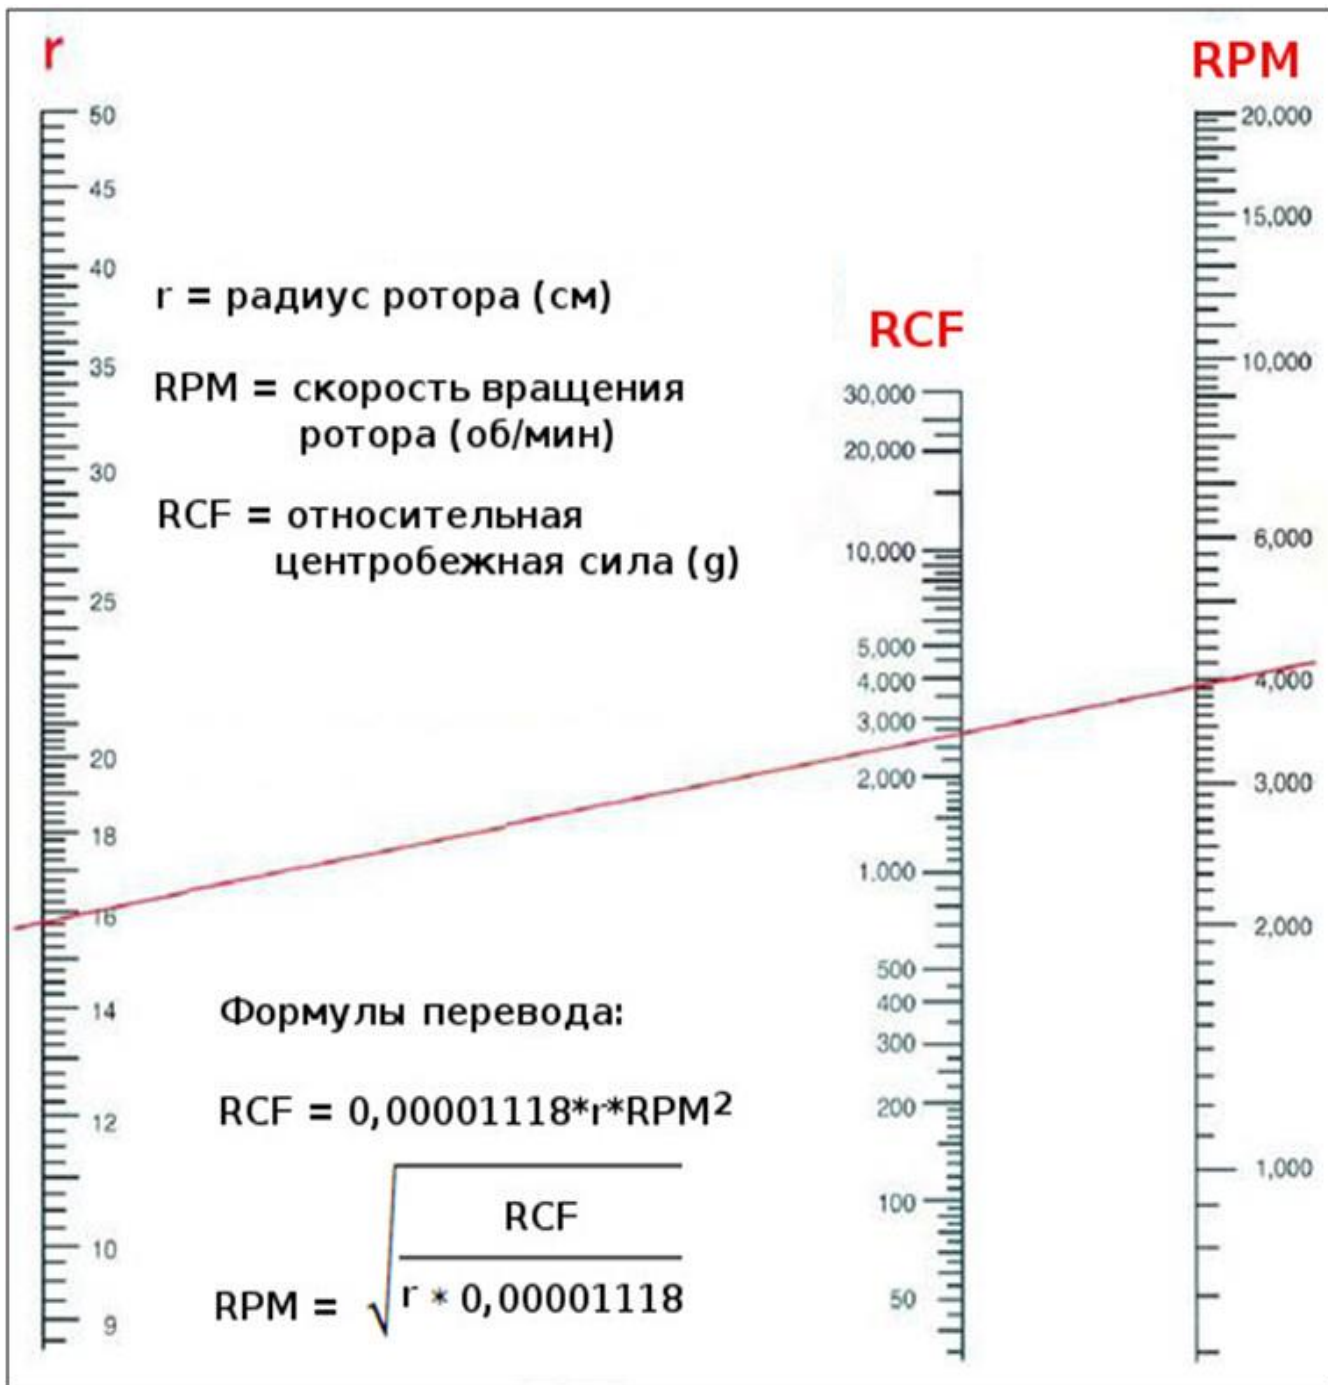 r
50
45
40
35
30
25
20
18
16
14
12
10
9
r = радиус ротора (см)
RPM = скорость вращения
ротора (об/мин)
RCF = относительная
центробежная сила (g)
Формулы перевода:
RCF = 0,00001118*r*RPM²
RPM = √
RCF
r * 0,00001118
RCF
30,000
20,000
10,000
5,000
4,000
3,000
2,000
1.000
500
400
300
200
100
50
RPM
20,000
15,000
10,000
6,000
4,000
3,000
2,000
1,000